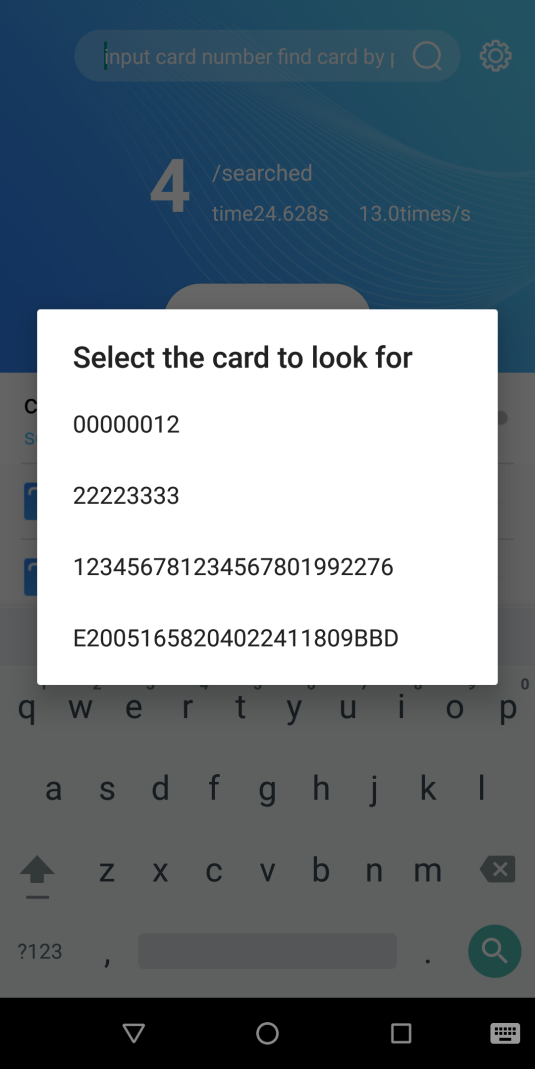 input card number find card by p
4
/searched
time24.628s 13.0times/s
Select the card to look for
00000012
22223333
123456781234567801992276
E20051658204022411809BBD
q w e r t y u i o p 0
a s d f g h j k l
z x c v b n m
?123 , .